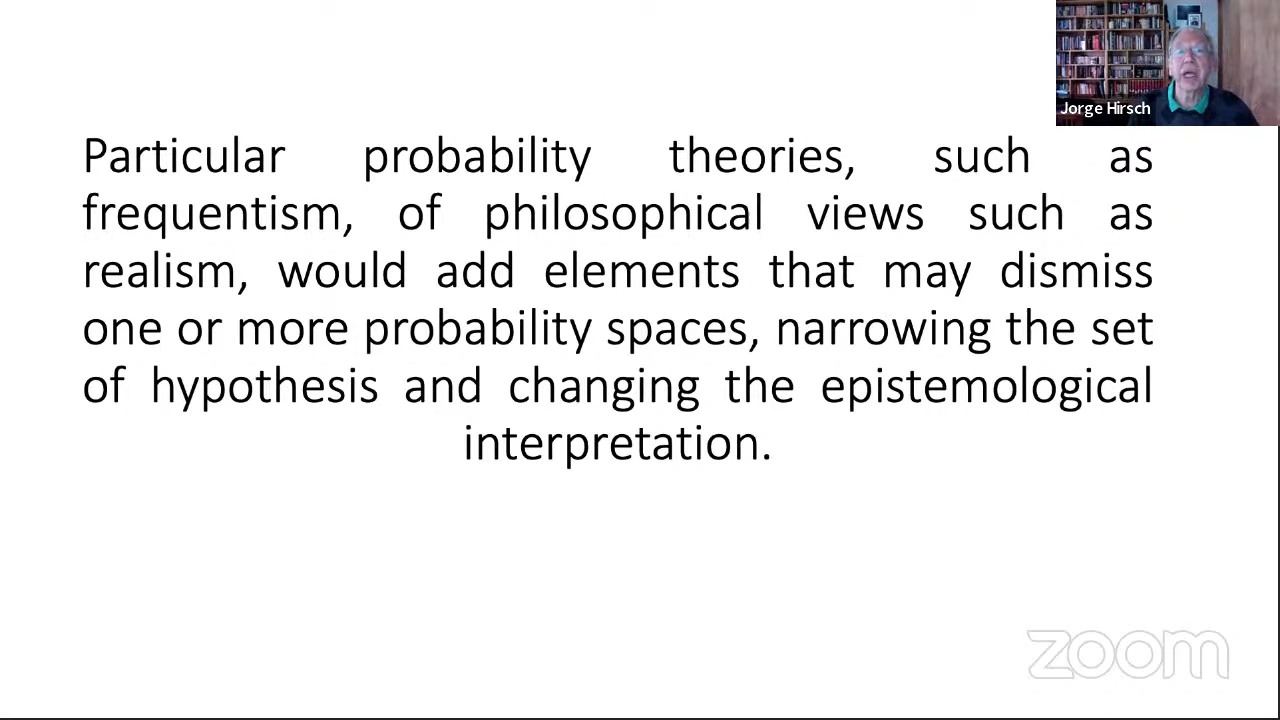 Jorge Hirsch
Particular probability theories, such as
frequentism, of philosophical views such as
realism, would add elements that may dismiss
one or more probability spaces, narrowing the set
of hypothesis and changing the epistemological
interpretation.
zoom